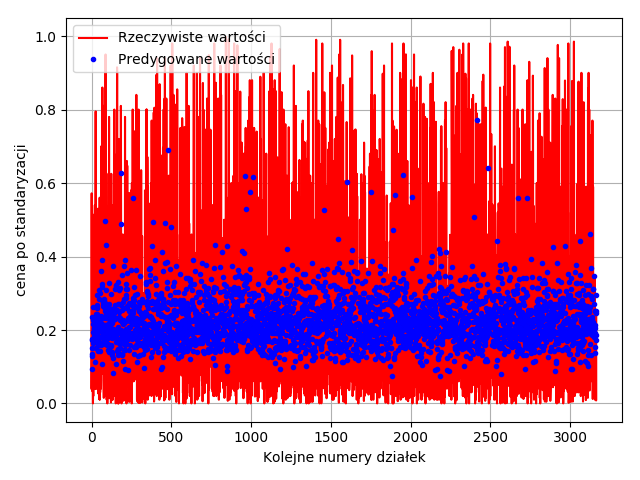 Rzeczywiste wartości
Predygowane wartości
cena po standaryzacji
1.0
0.8
0.6
0.4
0.2
0.0
0 500 1000 1500 2000 2500 3000
Kolejne numery działek